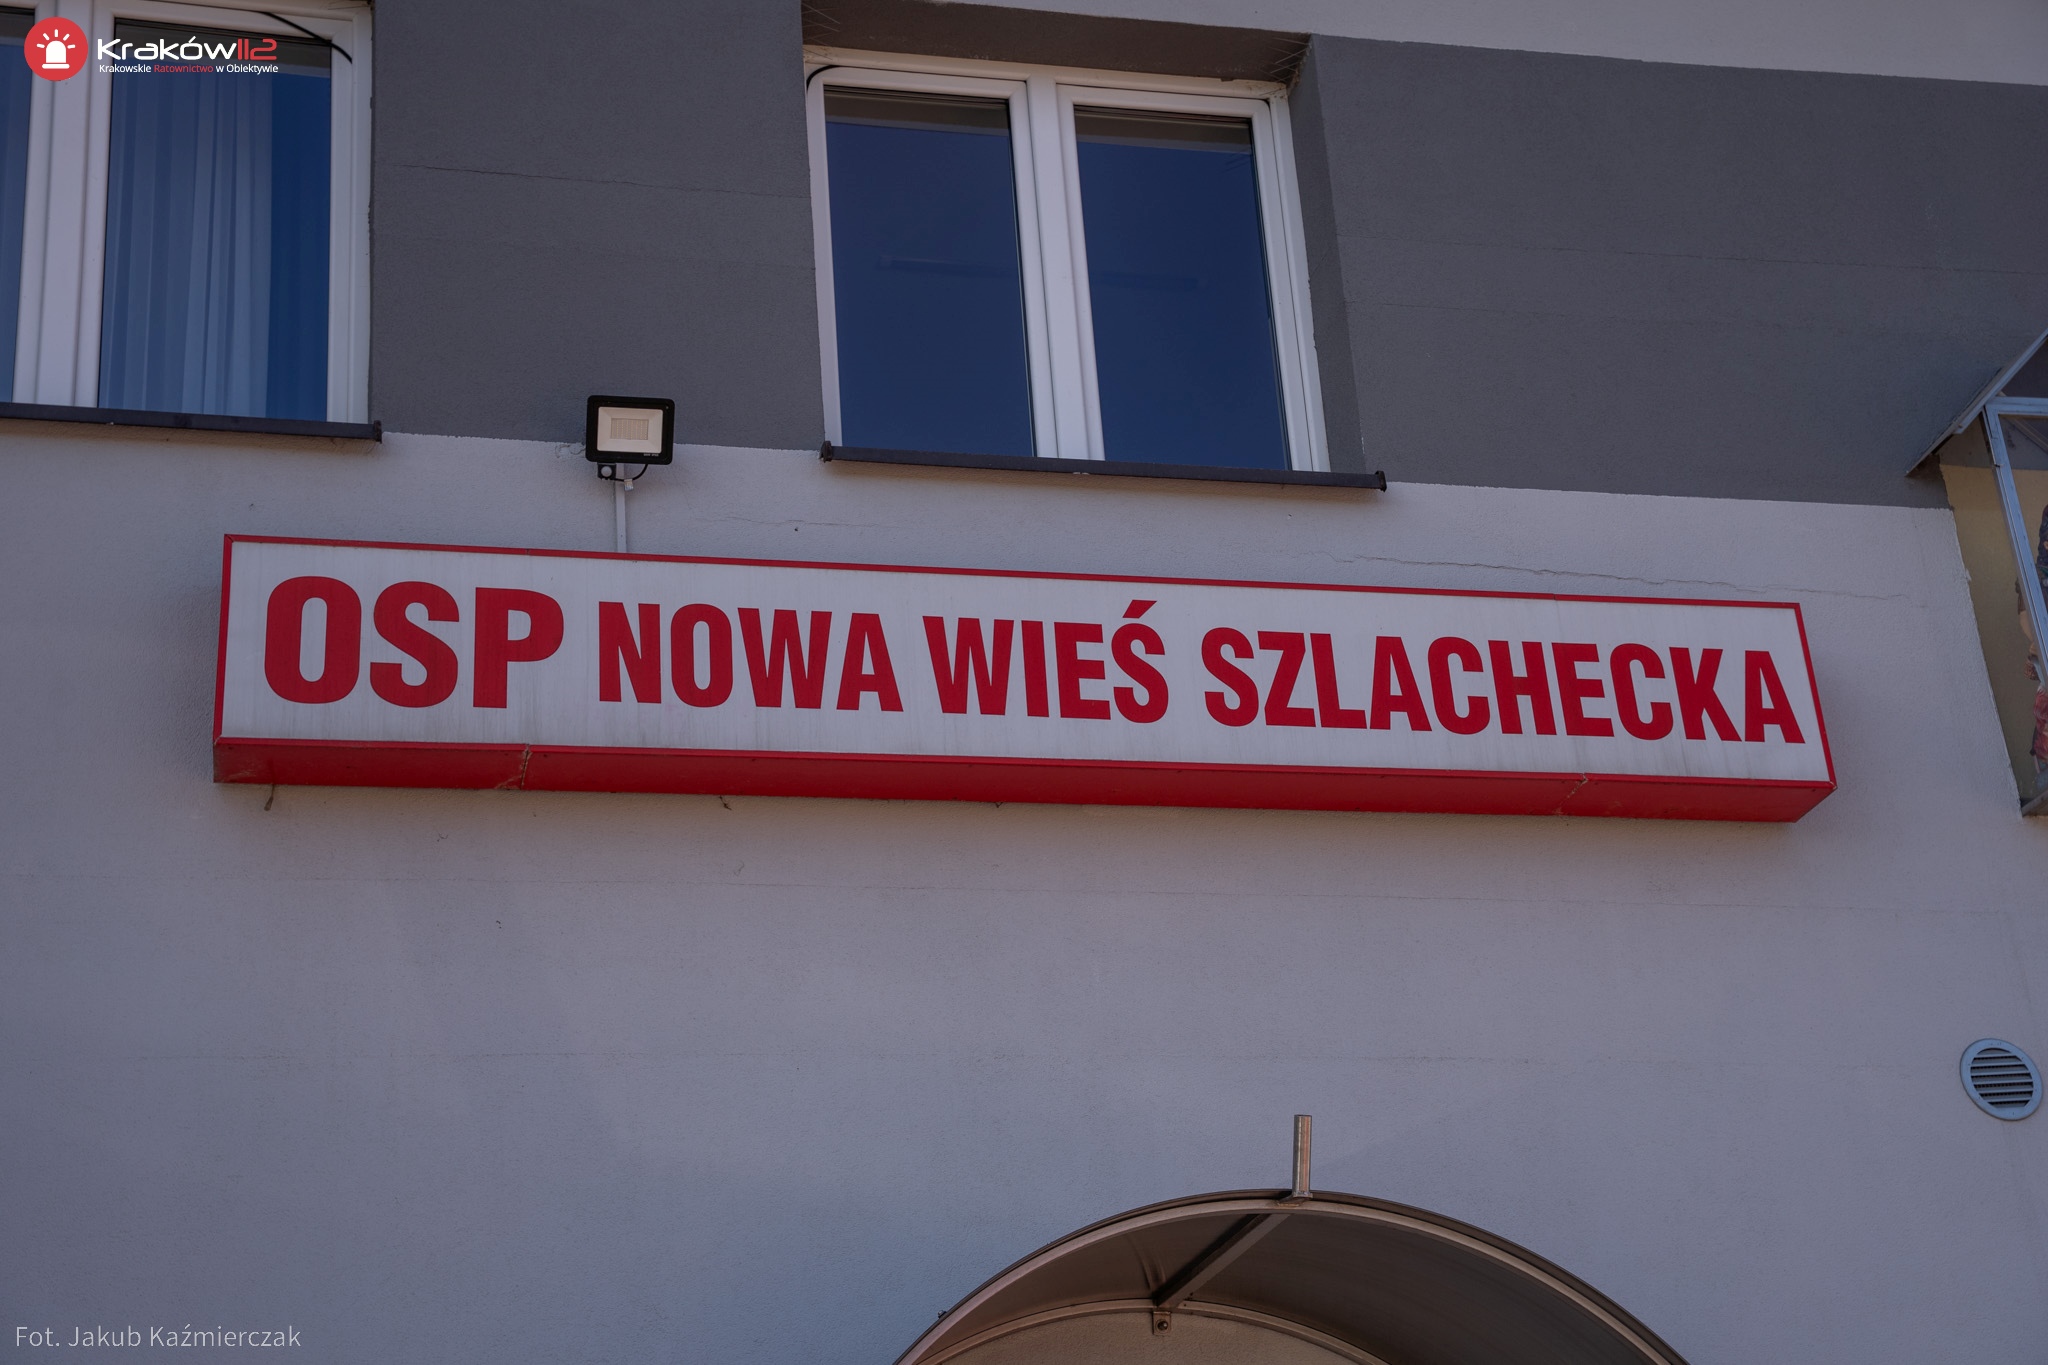 Kraków112
Krakowskie Ratownictwo w Obiektywie
OSP NOWA WIEŚ SZLACHECKA
Fot. Jakub Kaźmierczak